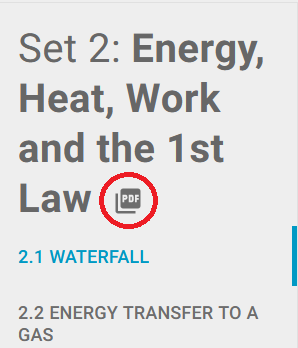 Set 2: Energy,
Heat, Work
and the 1st
Law PDF
2.1 WATERFALL
2.2 ENERGY TRANSFER TO A
GAS